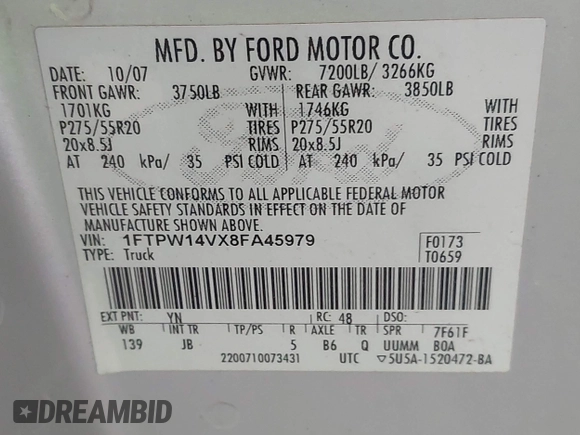 MFD. BY FORD MOTOR CO.
DATE: 10/07 GVWR: 7200LB/ 3266KG
FRONT GAWR: 3750LB REAR GAWR: 3850LB
1701KG WITH 1746KG WITH
P275/55R20 TIRES P275/55R20 TIRES
20x8.5J RIMS 20x8.5J RIMS
AT 240 kPa/ 35 PSI COLD AT 240 kPa/ 35 PSI COLD
Ford
THIS VEHICLE CONFORMS TO ALL APPLICABLE FEDERAL MOTOR
VEHICLE SAFETY STANDARDS IN EFFECT ON THE DATE OF
MANUFACTURE SHOWN ABOVE.
VIN: 1FTPW14VX8FA45979 F0173
TYPE: Truck T0659
EXT PNT: YN RC: 48 DSO:
WB INT TR TP/PS R AXLE TR SPR 7F61F
139 JB 5 B6 Q UUMM BOA
2200710073431 UTC ▽5U5A-1520472-BA
DREAMBID